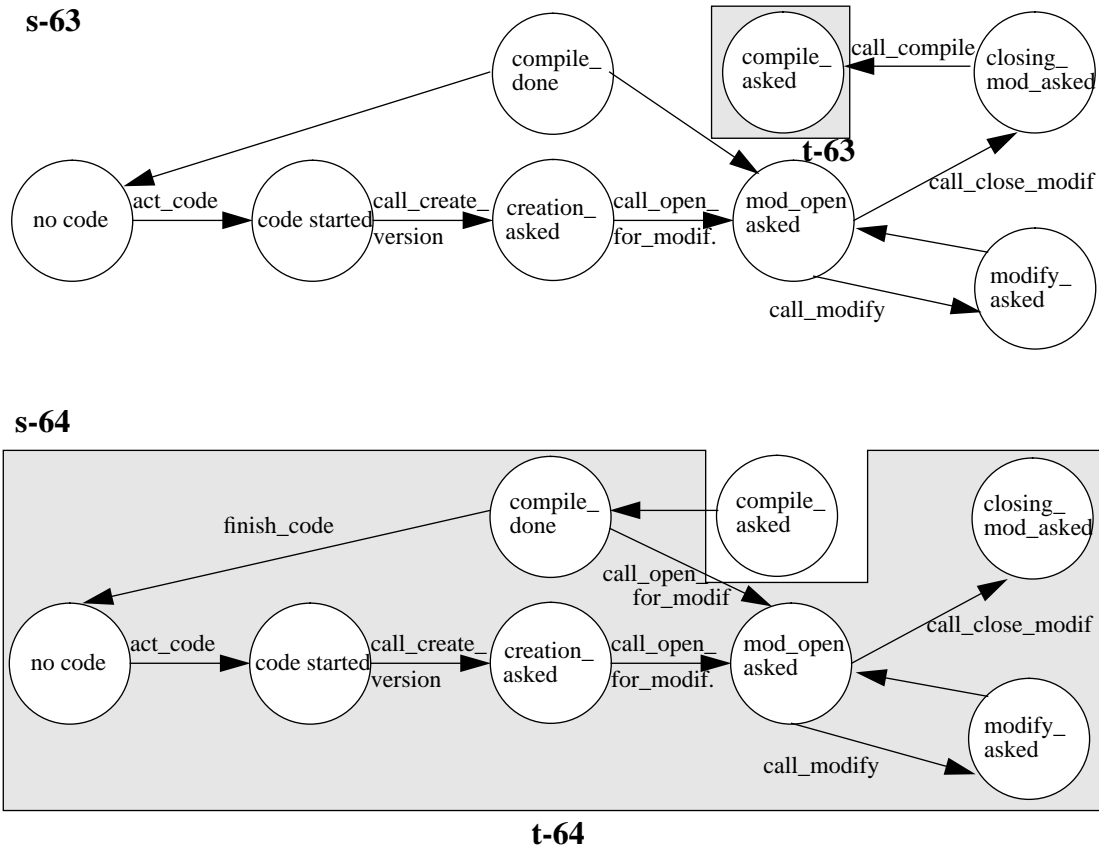 s-63
compile_
done
compile_
asked
call_compile
closing_
mod_asked
t-63
no code
act_code
code started
call_create_
version
creation_
asked
call_open_
for_modif.
mod_open
asked
call_close_modif
modify_
asked
call_modify
s-64
finish_code
compile_
done
compile_
asked
closing_
mod_asked
call_open_
for_modif
no code
act_code
code started
call_create_
version
creation_
asked
call_open_
for_modif.
mod_open
asked
call_close_modif
modify_
asked
call_modify
t-64